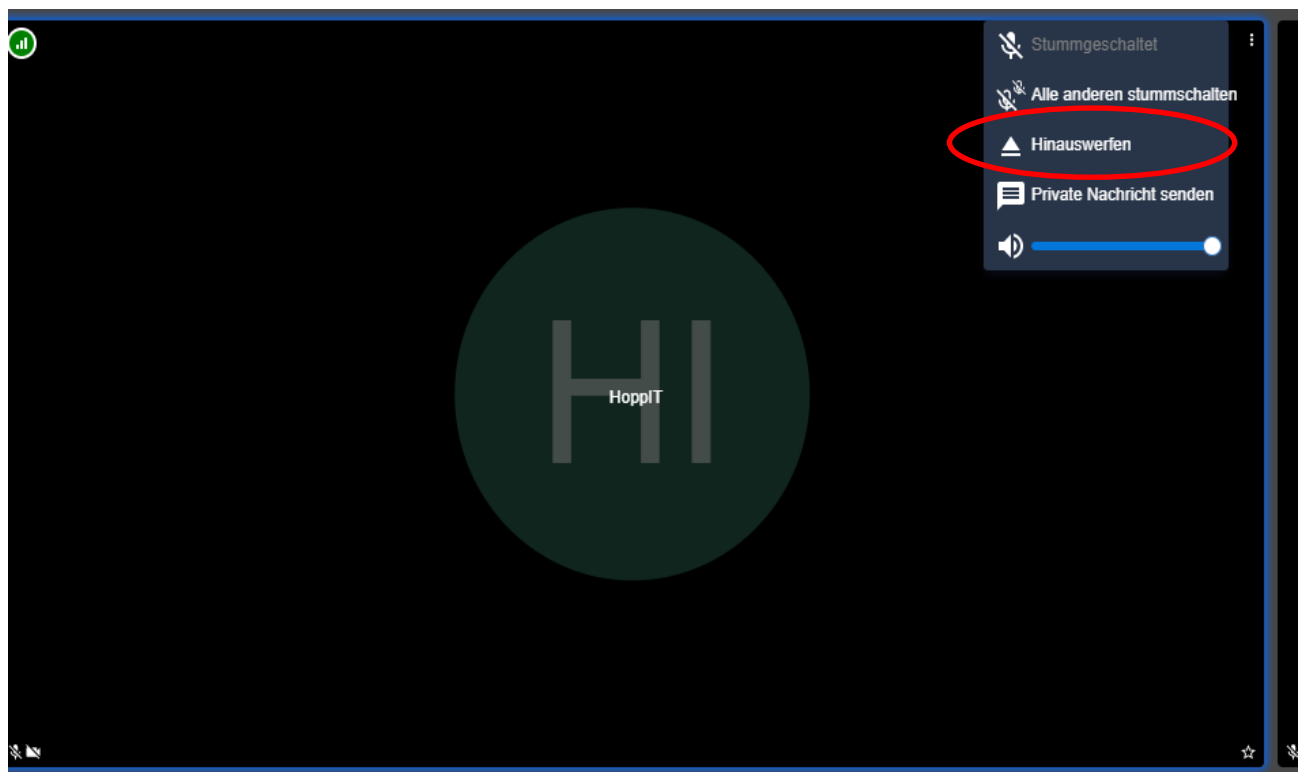 Stummgeschaltet
Alle anderen stummschalten
Hinauswerfen
Private Nachricht senden
HI
HoppIT